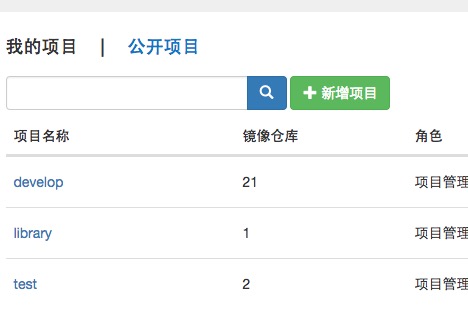 我的项目 | 公开项目
新增项目
项目名称 镜像仓库 角色
develop 21 项目管理
library 1 项目管理
test 2 项目管理